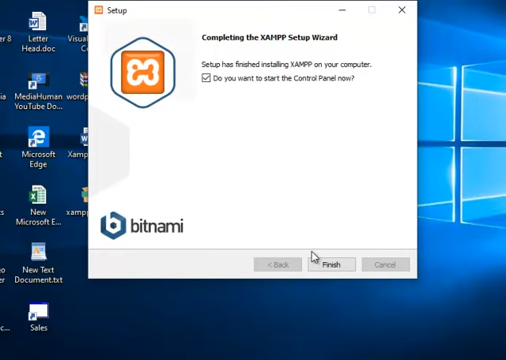 Setup
Completing the XAMPP Setup Wizard
Setup has finished installing XAMPP on your computer.
Do you want to start the Control Panel now?
bitnami
< Back
Finish
Cancel
Letter
Head.doc
MediaHuman
YouTube Do...
Microsoft
Edge
New
Microsoft E...
New Text
Document.txt
Sales